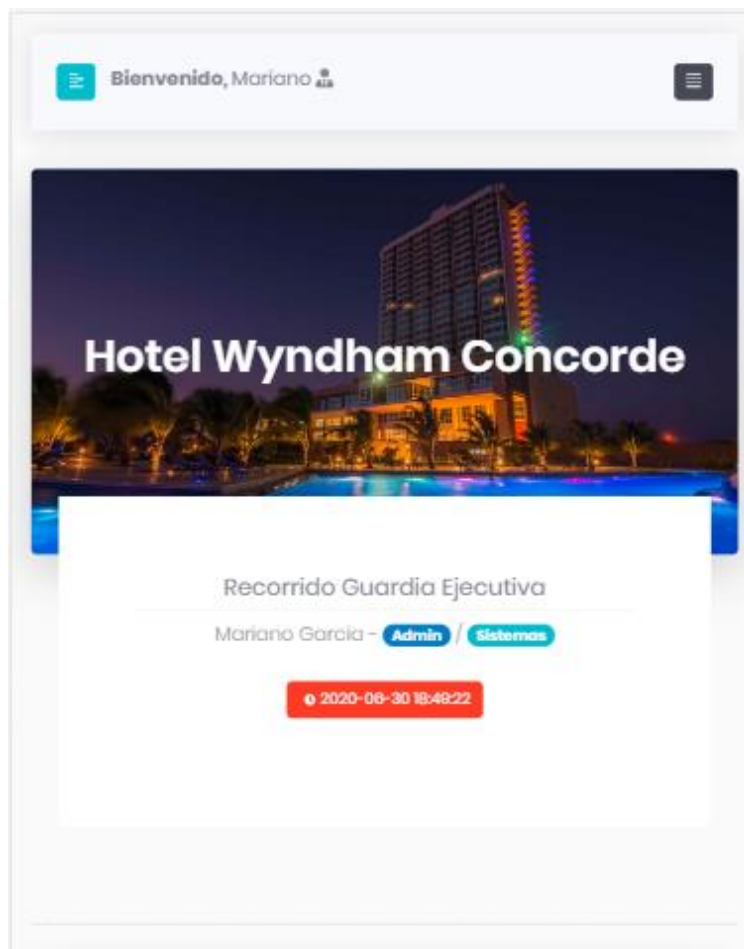 Bienvenido, Mariano
Hotel Wyndham Concorde
Recorrido Guardia Ejecutiva
Mariano Garcia - Admin / Sistemas
2020-06-30 18:49:22